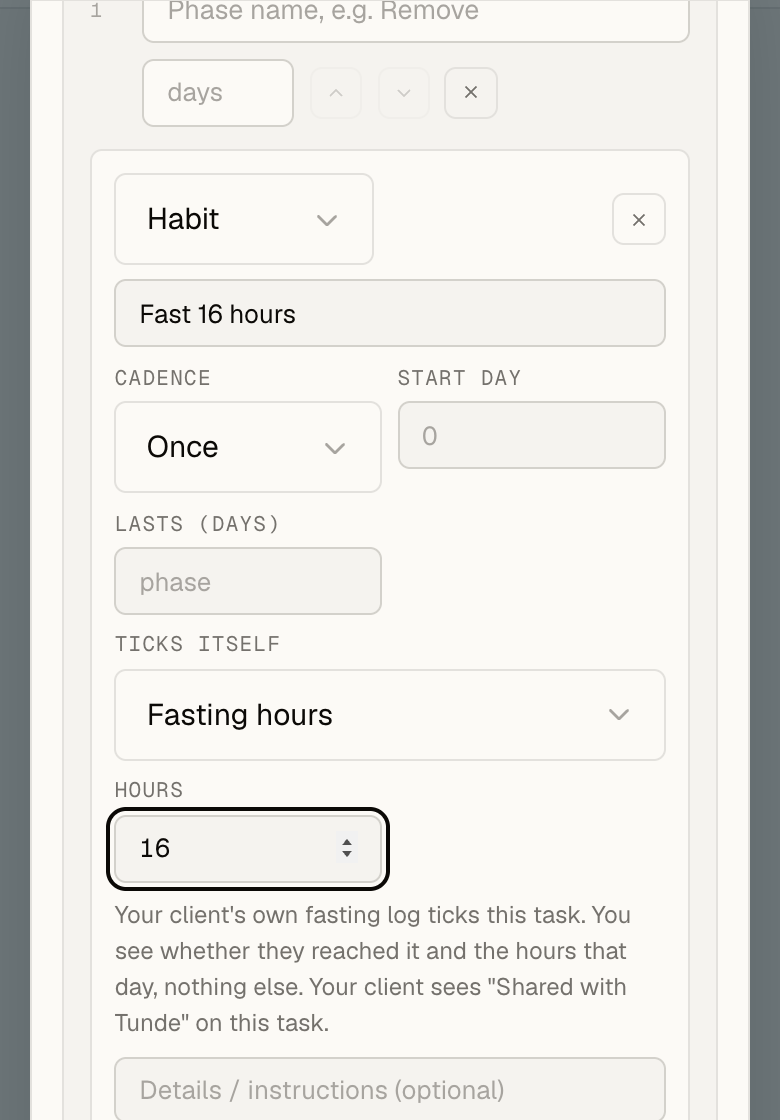 1
Phase name, e.g. Remove
days
Habit
Fast 16 hours
CADENCE
START DAY
Once
0
LASTS (DAYS)
phase
TICKS ITSELF
Fasting hours
HOURS
16
Your client's own fasting log ticks this task. You
see whether they reached it and the hours that
day, nothing else. Your client sees "Shared with
Tunde" on this task.
Details / instructions (optional)